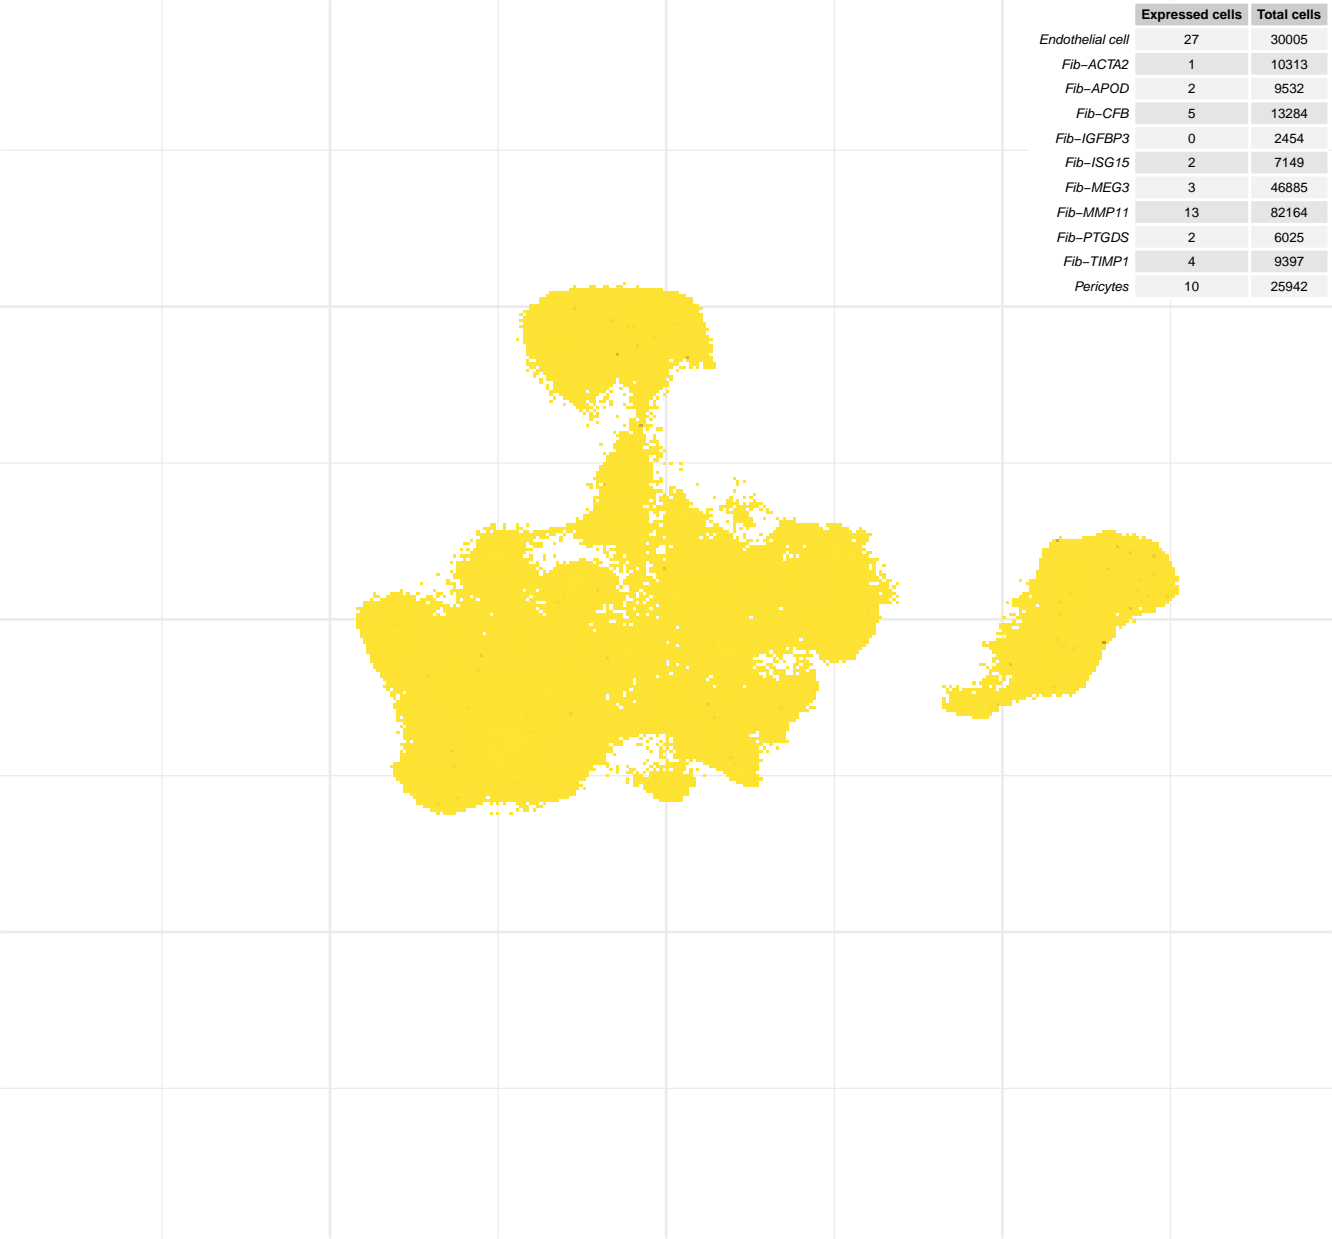 Expressed cells Total cells
Endothelial cell 27 30005
Fib−ACTA2 1 10313
Fib−APOD 2 9532
Fib−CFB 5 13284
Fib−IGFBP3 0 2454
Fib−ISG15 2 7149
Fib−MEG3 3 46885
Fib−MMP11 13 82164
Fib−PTGDS 2 6025
Fib−TIMP1 4 9397
Pericytes 10 25942